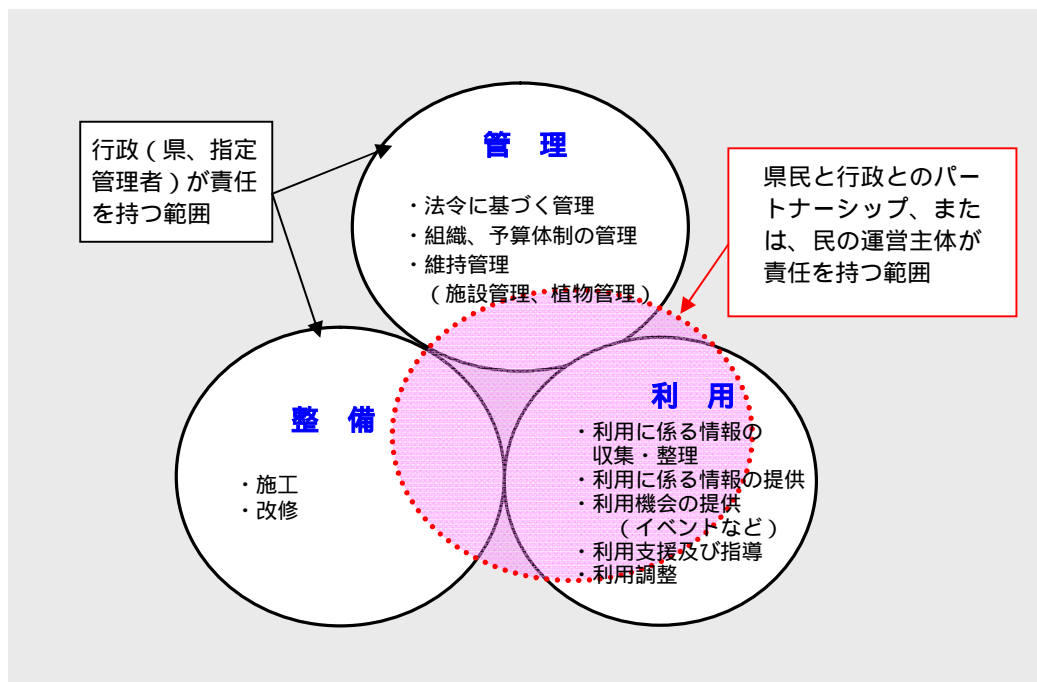 行政（県、指定
管理者）が責任
を持つ範囲
管　理
・法令に基づく管理
・組織、予算体制の管理
・維持管理
（施設管理、植物管理）
県民と行政とのパー
トナーシップ、また
は、民の運営主体が
責任を持つ範囲
整　備
・施工
・改修
利　用
・利用に係る情報の
収集・整理
・利用に係る情報の提供
・利用機会の提供
（イベントなど）
・利用支援及び指導
・利用調整